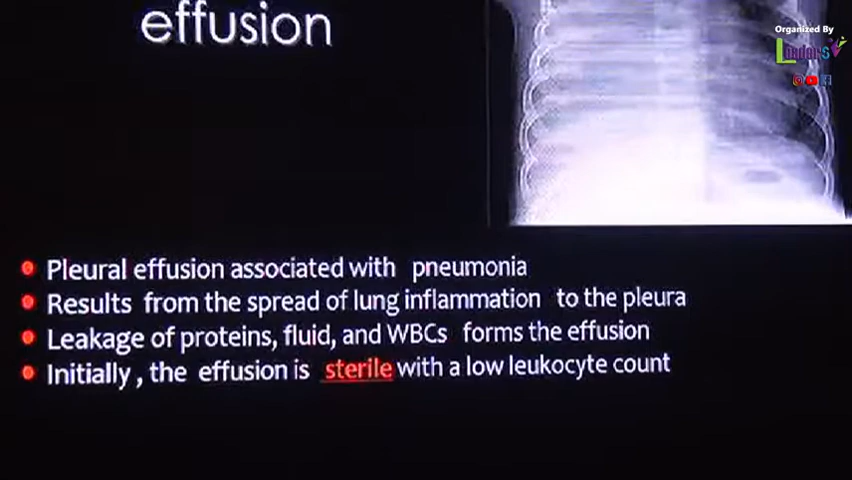 effusion
Organized By
Leaders
Pleural effusion associated with pneumonia
Results from the spread of lung inflammation to the pleura
Leakage of proteins, fluid, and WBCs forms the effusion
Initially, the effusion is sterile with a low leukocyte count